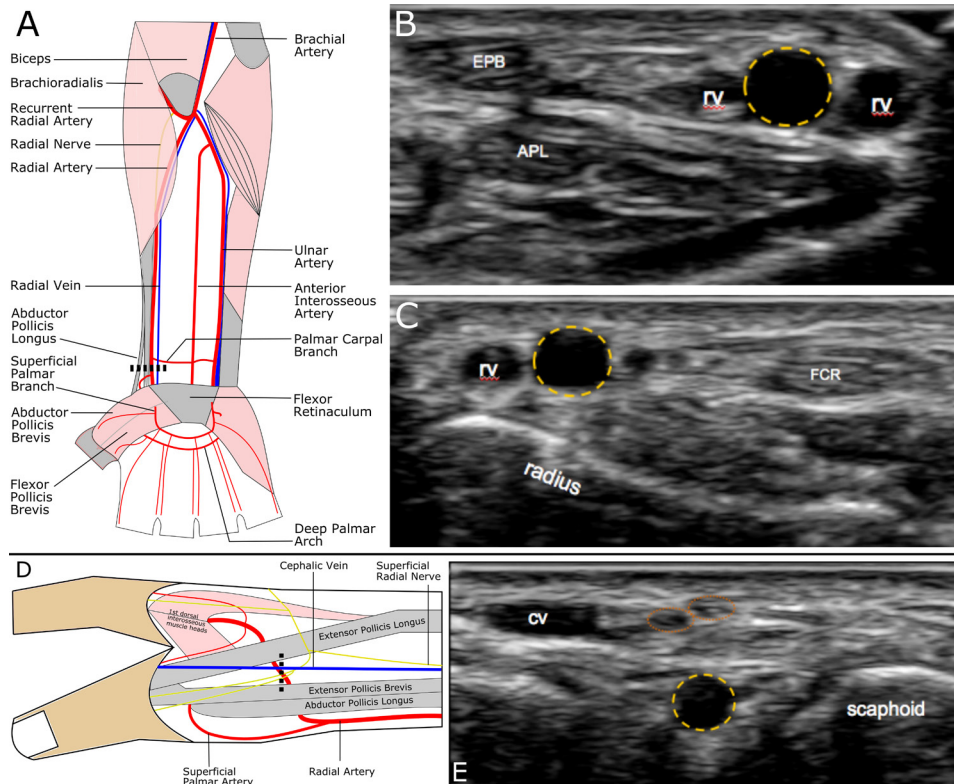 A
Biceps
Brachioradialis
Recurrent
Radial Artery
Radial Nerve
Radial Artery
Radial Vein
Abductor
Pollicis
Longus
Superficial
Palmar
Branch
Abductor
Pollicis
Brevis
Flexor
Pollicis
Brevis
Brachial
Artery
Ulnar
Artery
Anterior
Interosseous
Artery
Palmar Carpal
Branch
Flexor
Retinaculum
Deep Palmar
Arch
B
EPB
rv
rv
APL
C
rv
FCR
radius
D
Cephalic Vein
Superficial
Radial Nerve
1st dorsal
interosseous
muscle heads
Extensor Pollicis Longus
Extensor Pollicis Brevis
Abductor Pollicis Longus
Superficial
Palmar Artery
Radial Artery
cv
scaphoid
E